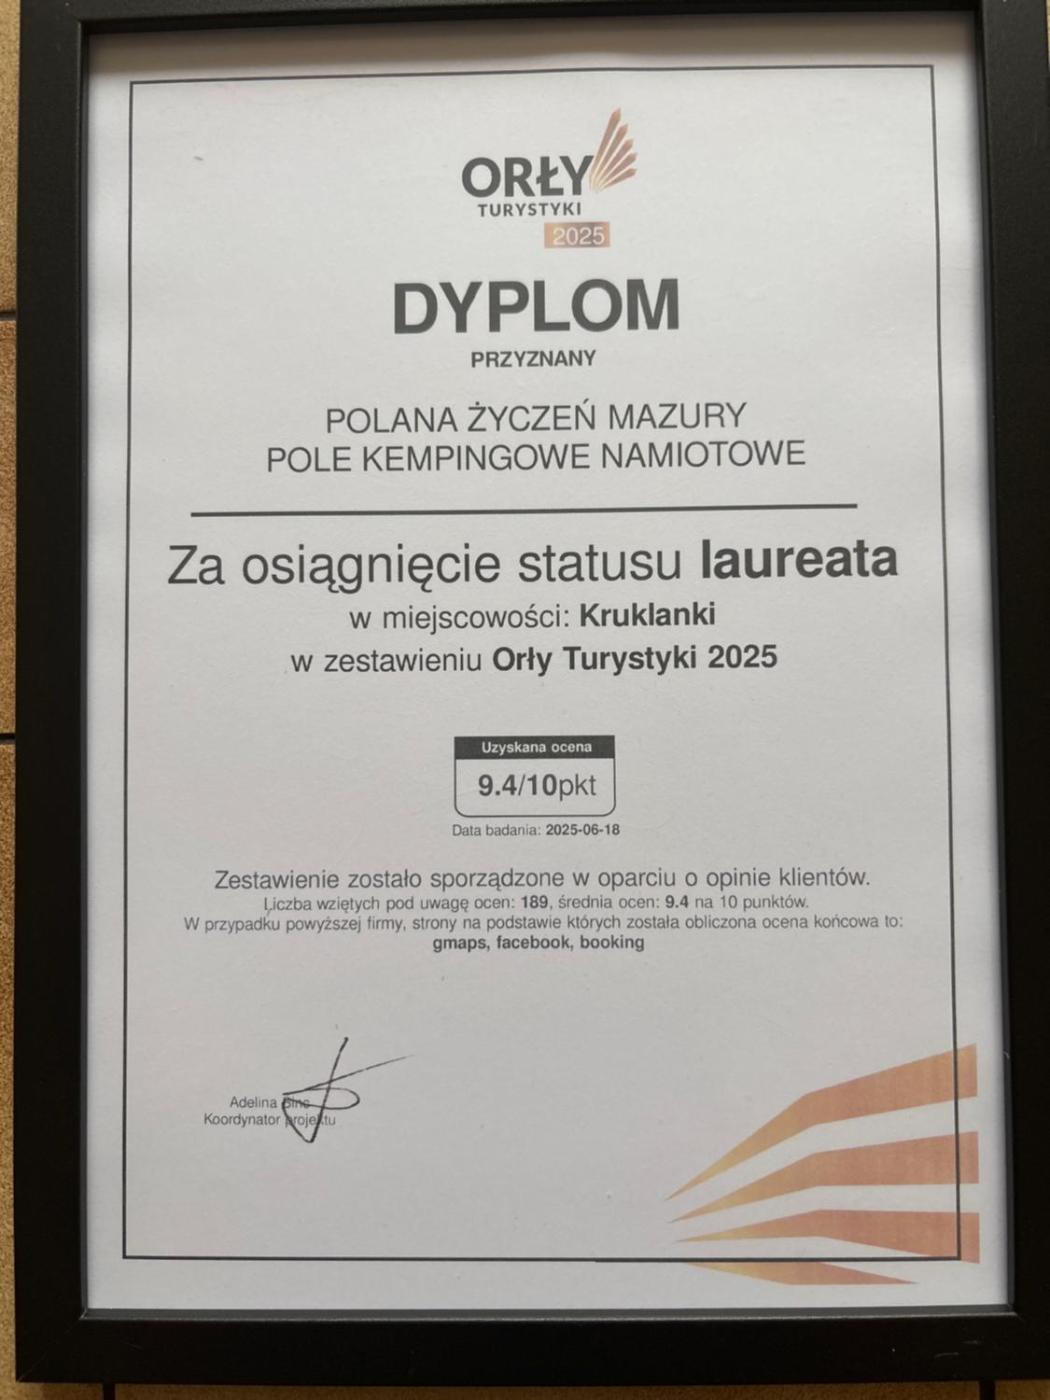 ORŁY
TURYSTYKI
2025
DYPLOM
PRZYZNANY
POLANA ŻYCZEŃ MAZURY
POLE KEMPINGOWE NAMIOTOWE
Za osiągnięcie statusu laureata
w miejscowości: Kruklanki
w zestawieniu Orły Turystyki 2025
Uzyskana ocena
9.4/10pkt
Data badania: 2025-06-18
Zestawienie zostało sporządzone w oparciu o opinie klientów.
Liczba wziętych pod uwagę ocen: 189, średnia ocen: 9.4 na 10 punktów.
W przypadku powyższej firmy, strony na podstawie których została obliczona ocena końcowa to:
gmaps, facebook, booking
Adelina
Koordynator projektu